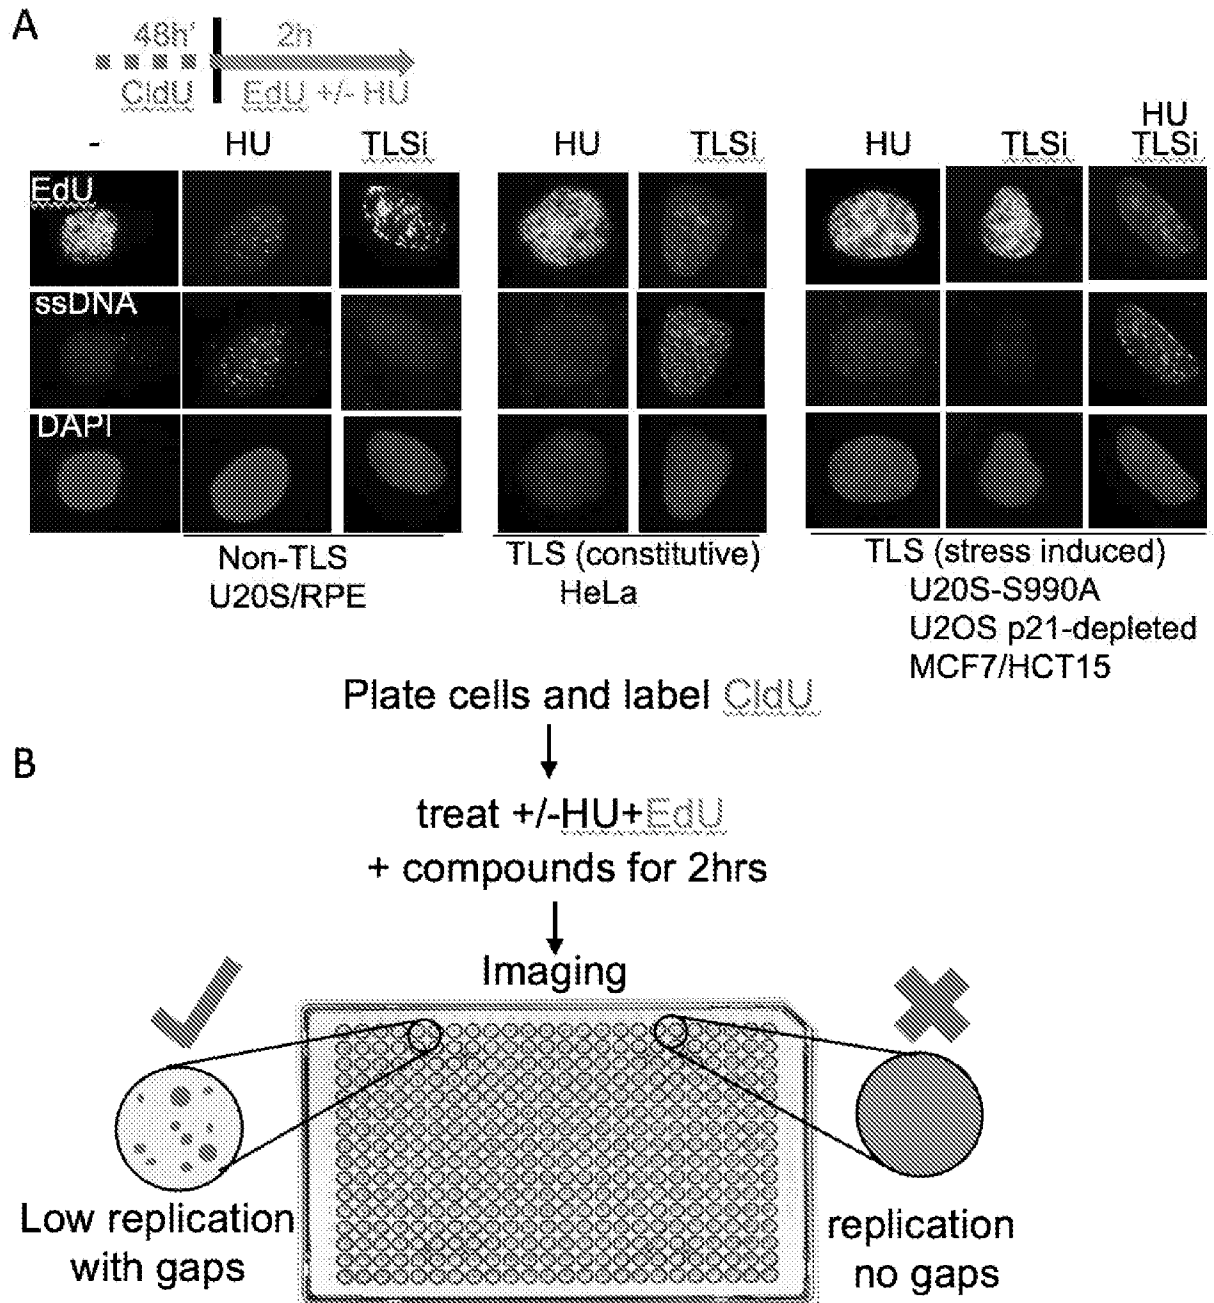 A
48h' 2h
CldU EdU +/- HU
- HU TLSi HU TLSi HU TLSi HU TLSi
EdU
ssDNA
DAPI
Non-TLS
U20S/RPE
TLS (constitutive)
HeLa
TLS (stress induced)
U20S-S990A
U2OS p21-depleted
MCF7/HCT15
Plate cells and label CldU
B
treat +/-HU+EdU
+ compounds for 2hrs
Imaging
Low replication
with gaps
replication
no gaps